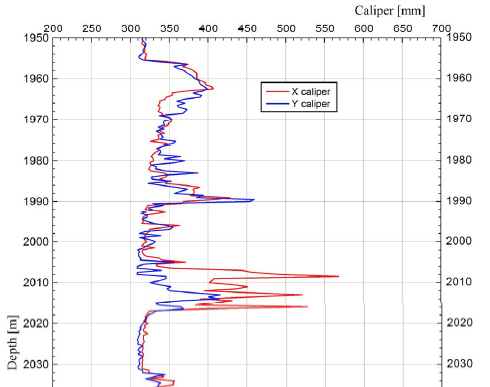 Caliper [mm]
200 250 300 350 400 450 500 550 600 650 700
1950 1950
1960 1960
X caliper
Y caliper
1970 1970
1980 1980
1990 1990
2000 2000
2010 2010
2020 2020
2030 2030
Depth [m]